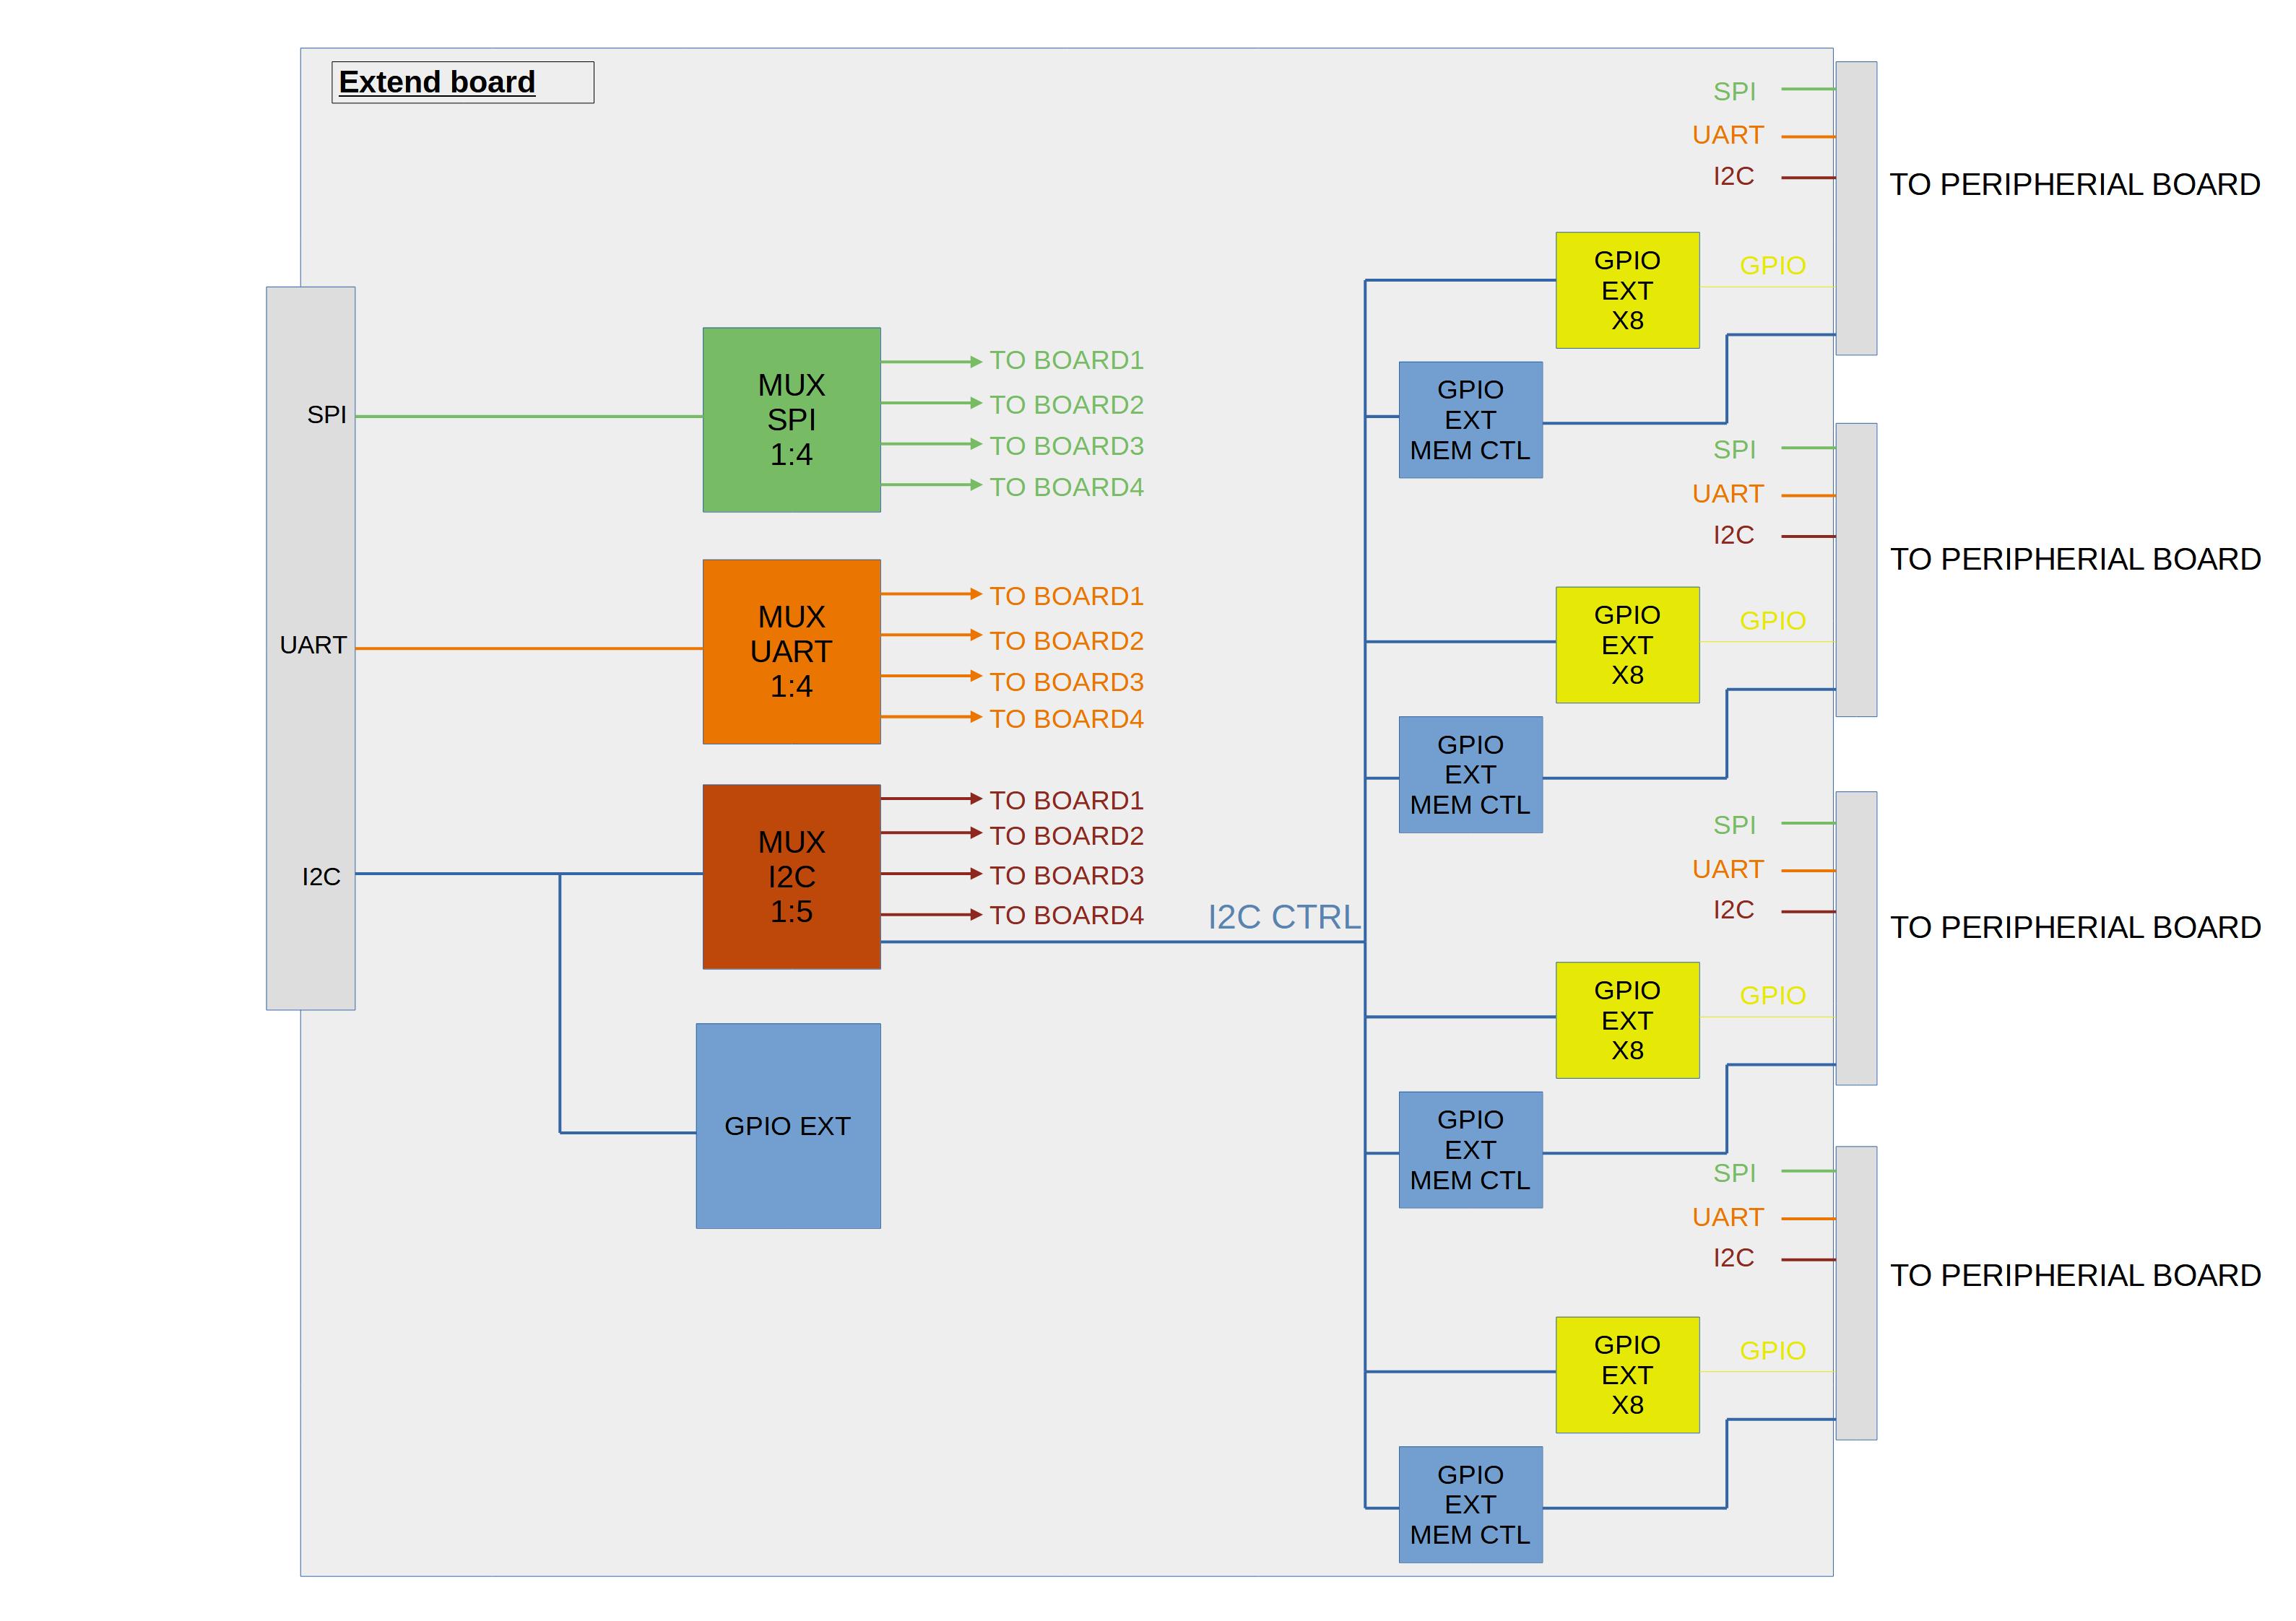 Extend board
SPI
UART
I2C
MUX
SPI
1:4
TO BOARD1
TO BOARD2
TO BOARD3
TO BOARD4
MUX
UART
1:4
TO BOARD1
TO BOARD2
TO BOARD3
TO BOARD4
MUX
I2C
1:5
TO BOARD1
TO BOARD2
TO BOARD3
TO BOARD4
I2C CTRL
GPIO EXT
SPI
UART
I2C
TO PERIPHERIAL BOARD
GPIO
EXT
X8
GPIO
GPIO
EXT
MEM CTL
SPI
UART
I2C
TO PERIPHERIAL BOARD
GPIO
EXT
X8
GPIO
GPIO
EXT
MEM CTL
SPI
UART
I2C
TO PERIPHERIAL BOARD
GPIO
EXT
X8
GPIO
GPIO
EXT
MEM CTL
SPI
UART
I2C
TO PERIPHERIAL BOARD
GPIO
EXT
X8
GPIO
GPIO
EXT
MEM CTL